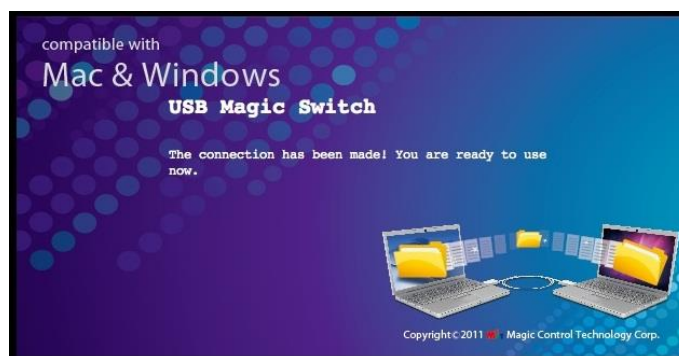 compatible with
Mac & Windows
USB Magic Switch
The connection has been made! You are ready to use
now.
Copyright©2011 Magic Control Technology Corp.